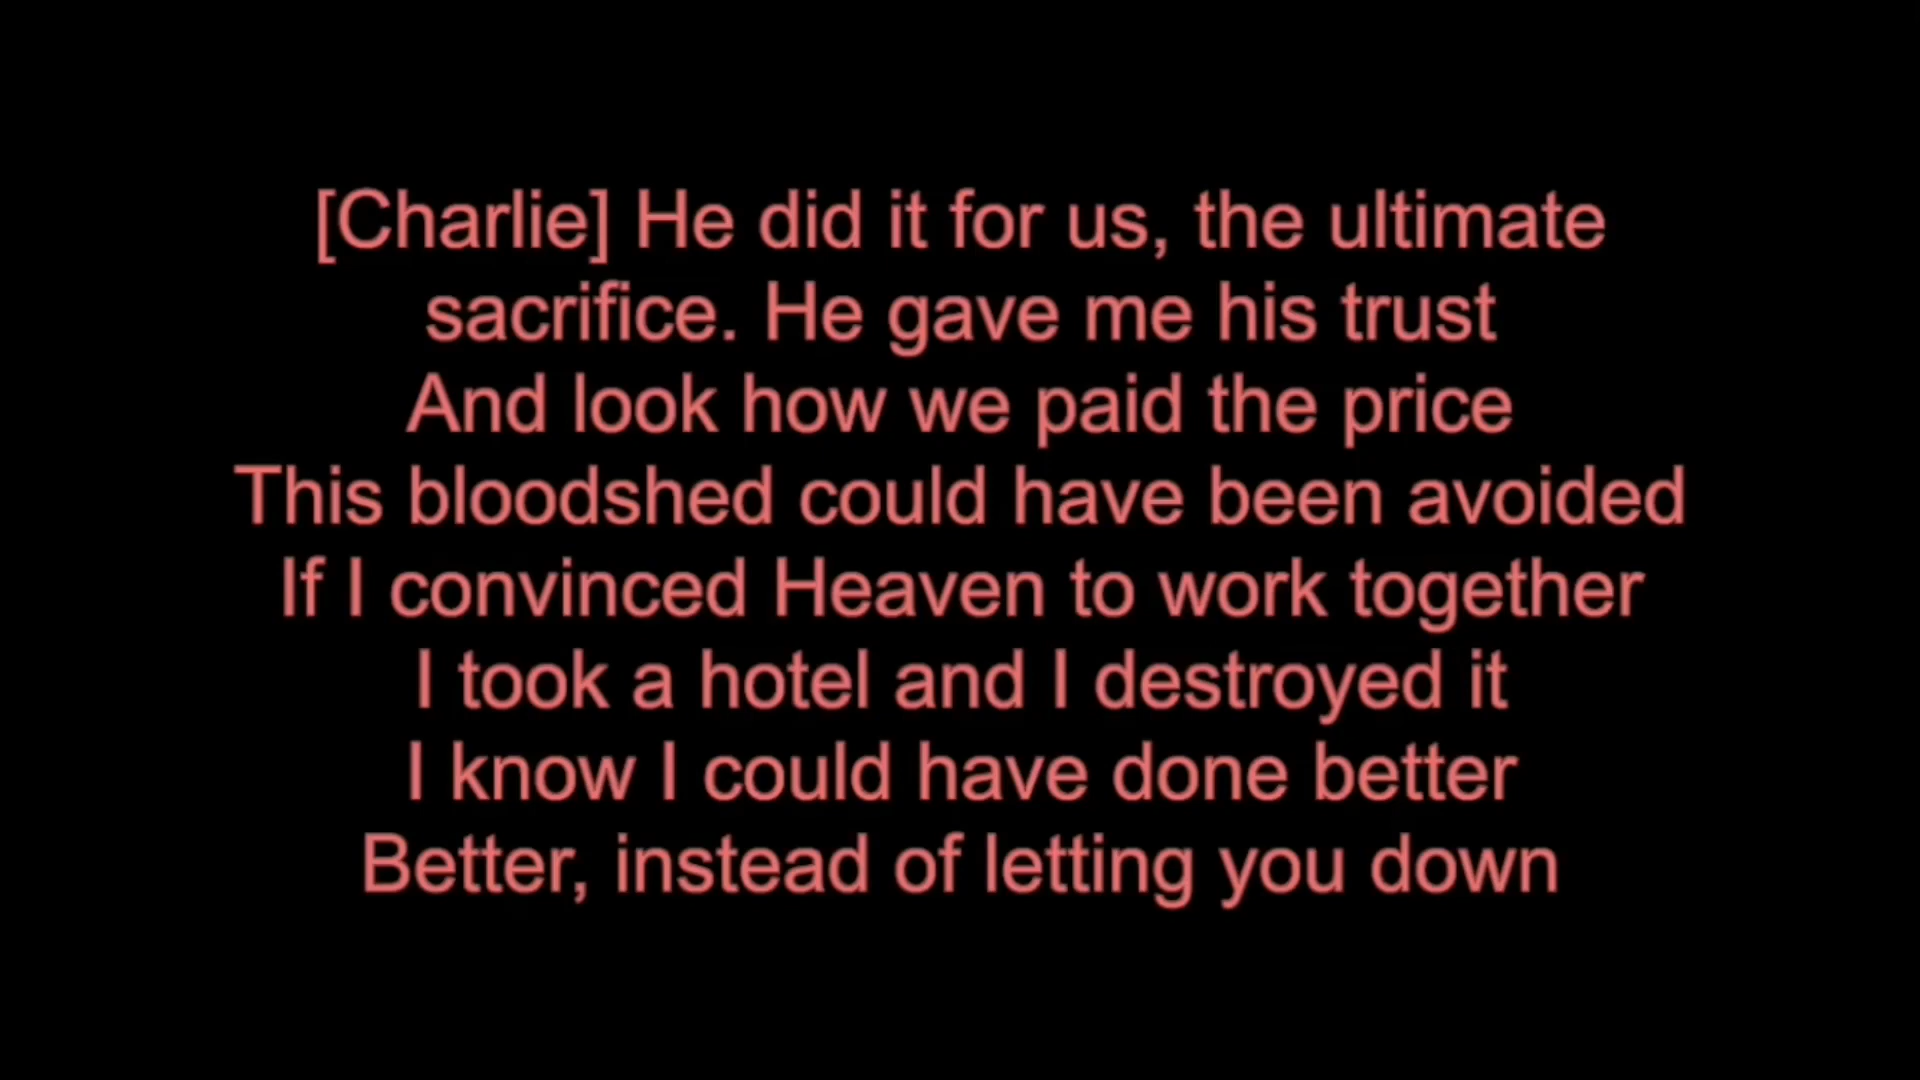 [Charlie] He did it for us, the ultimate
sacrifice. He gave me his trust
And look how we paid the price
This bloodshed could have been avoided
If I convinced Heaven to work together
I took a hotel and I destroyed it
I know I could have done better
Better, instead of letting you down